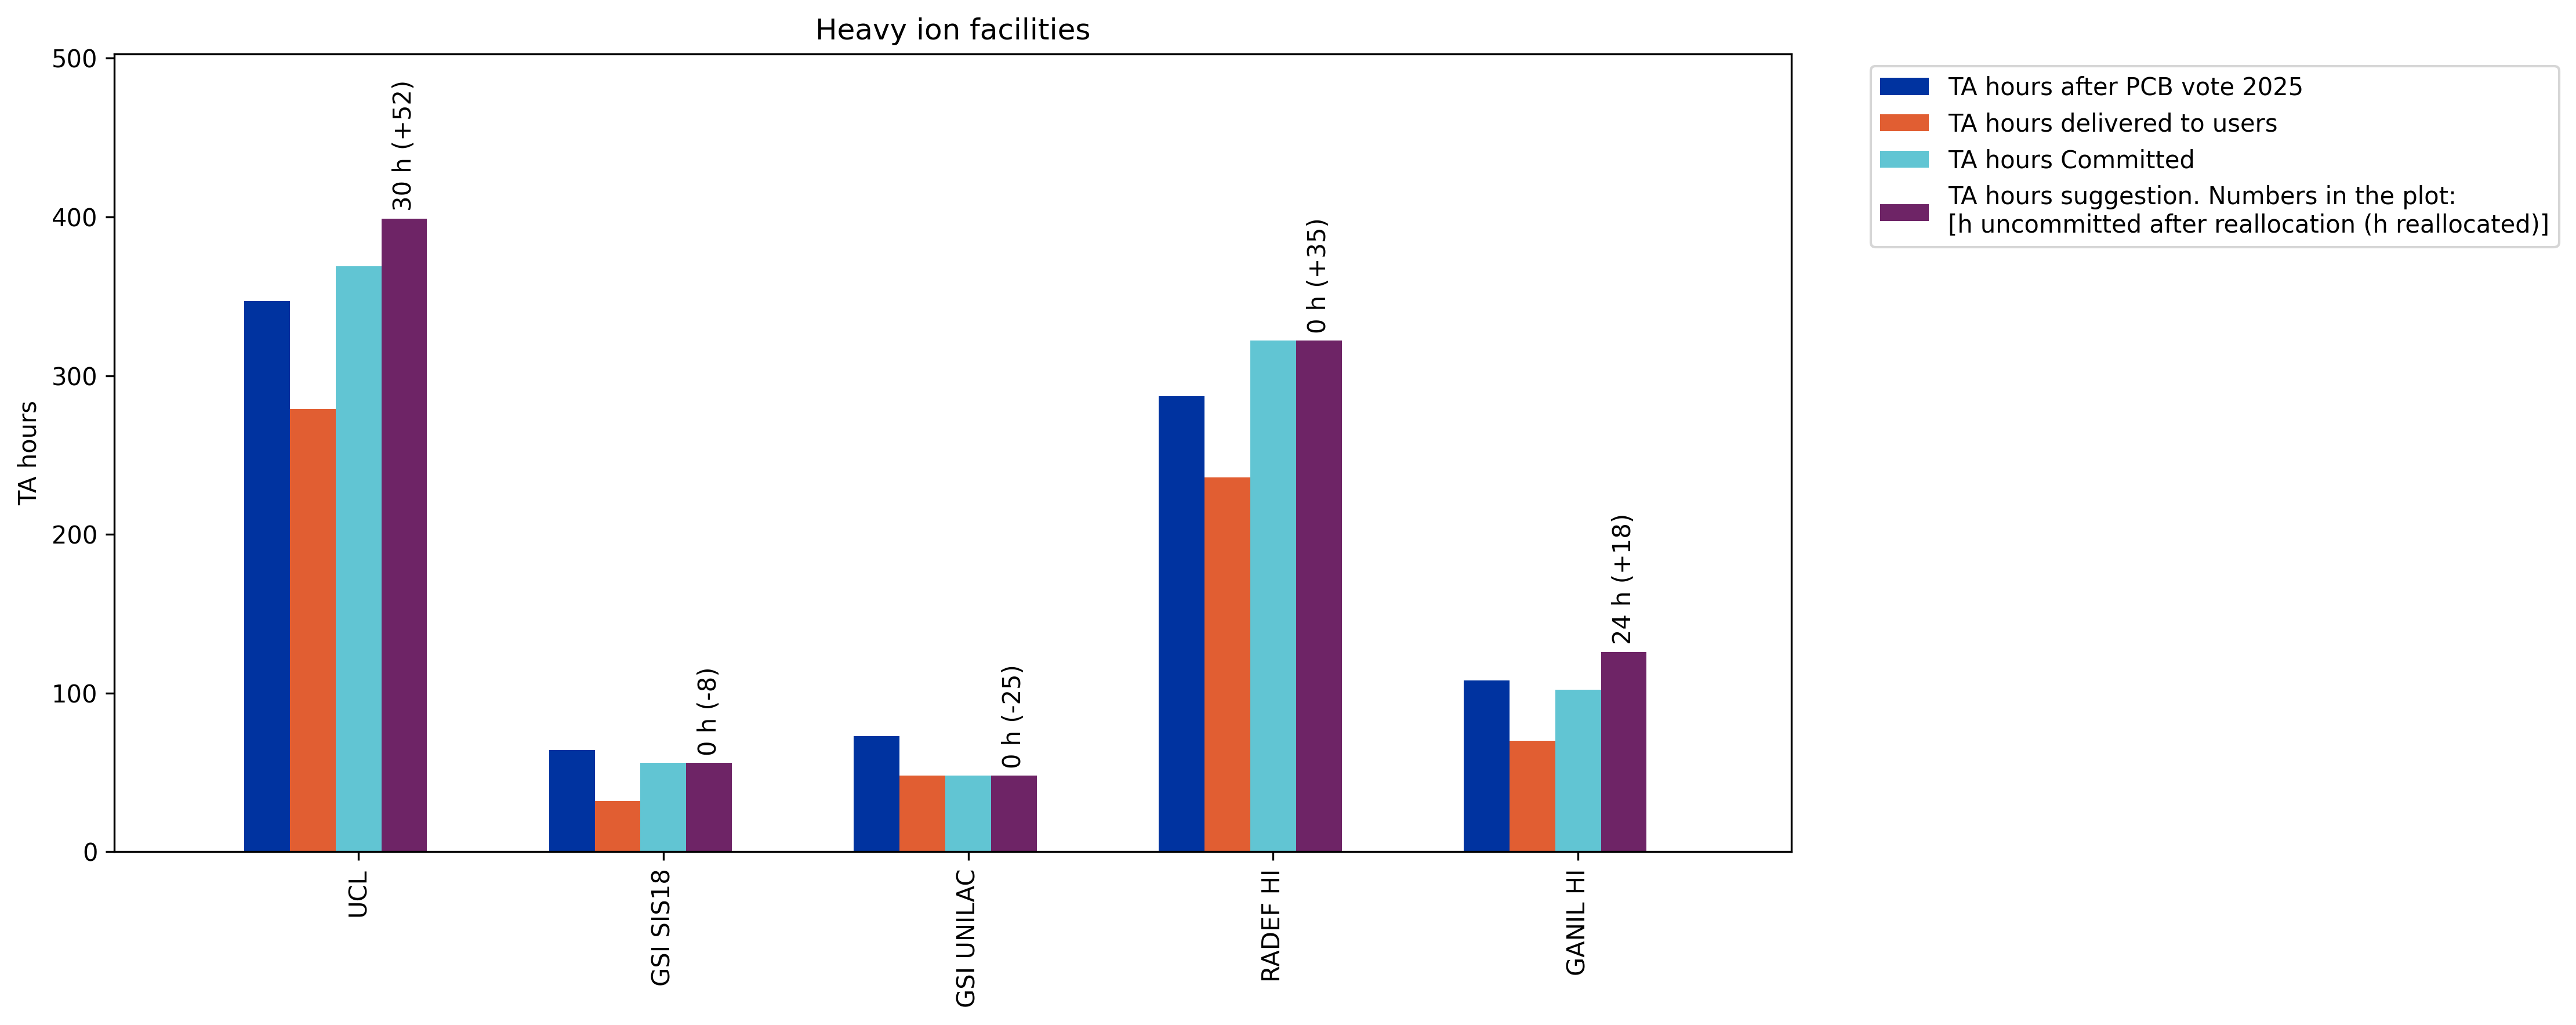 Heavy ion facilities
TA hours
500
400
300
200
100
0
30 h (+52)
0 h (-8)
0 h (-25)
0 h (+35)
24 h (+18)
UCL
GSI SIS18
GSI UNILAC
RADEF HI
GANIL HI
TA hours after PCB vote 2025
TA hours delivered to users
TA hours Committed
TA hours suggestion. Numbers in the plot:
[h uncommitted after reallocation (h reallocated)]